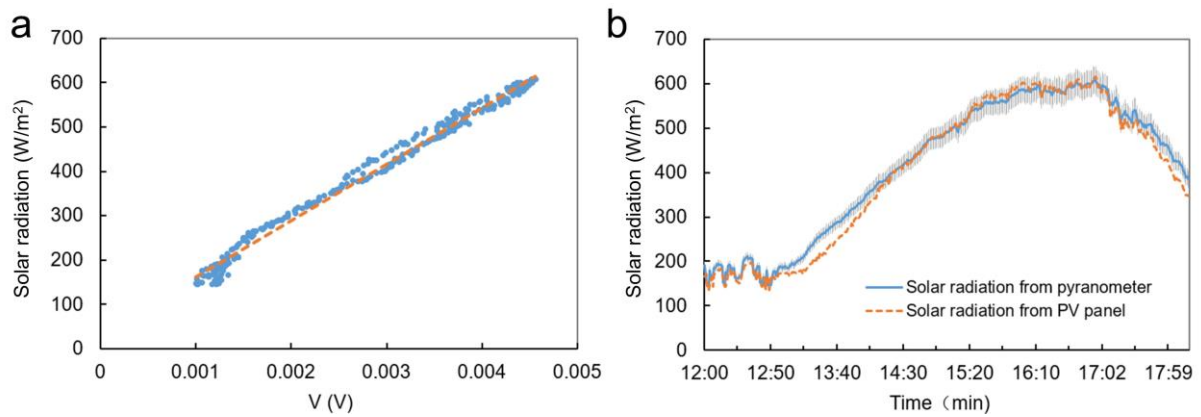 a
700
600
500
400
300
200
100
0
Solar radiation (W/m²)
0 0.001 0.002 0.003 0.004 0.005
V (V)
b
700
600
500
400
300
200
100
0
Solar radiation (W/m²)
Solar radiation from pyranometer
Solar radiation from PV panel
12:00 12:50 13:40 14:30 15:20 16:10 17:02 17:59
Time（min)